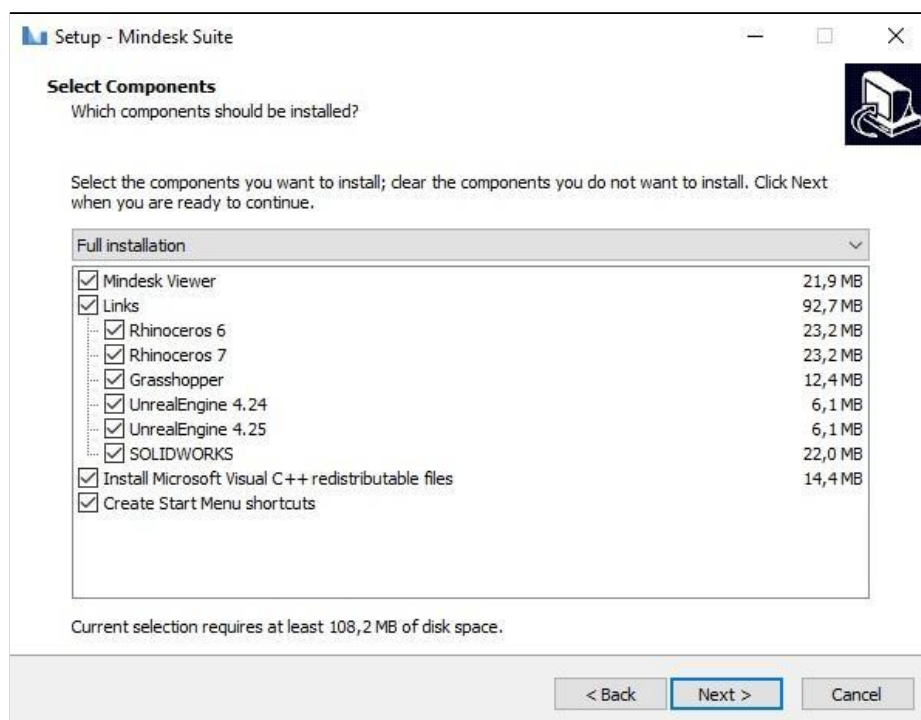 Setup - Mindesk Suite
Select Components
Which components should be installed?
Select the components you want to install; clear the components you do not want to install. Click Next
when you are ready to continue.
Full installation
Mindesk Viewer 21,9 MB
Links 92,7 MB
Rhinoceros 6 23,2 MB
Rhinoceros 7 23,2 MB
Grasshopper 12,4 MB
UnrealEngine 4.24 6,1 MB
UnrealEngine 4.25 6,1 MB
SOLIDWORKS 22,0 MB
Install Microsoft Visual C++ redistributable files 14,4 MB
Create Start Menu shortcuts
Current selection requires at least 108,2 MB of disk space.
< Back Next > Cancel